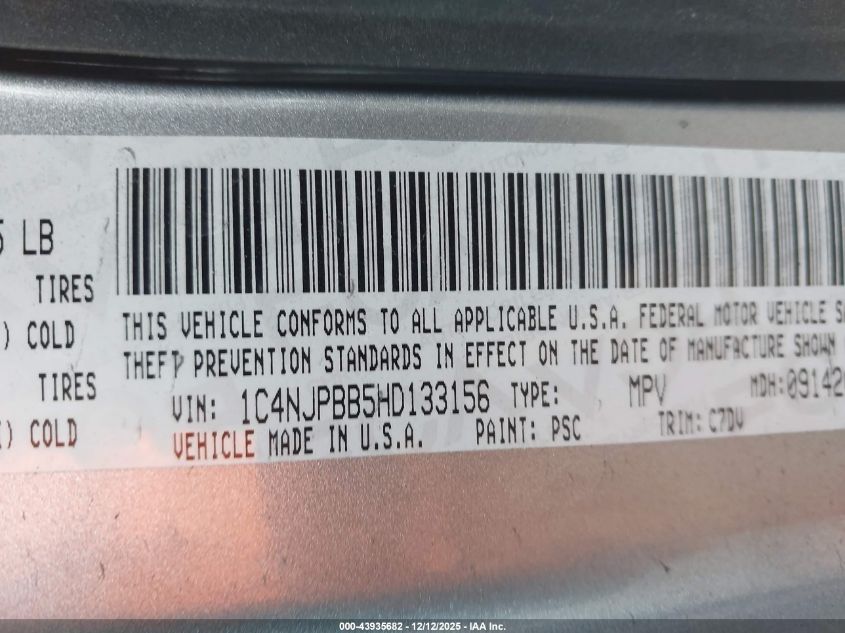 5 LB
TIRES
) COLD
TIRES
) COLD
THIS VEHICLE CONFORMS TO ALL APPLICABLE U.S.A. FEDERAL MOTOR VEHICLE SA
THEFT PREVENTION STANDARDS IN EFFECT ON THE DATE OF MANUFACTURE SHOWN
VIN: 1C4NJPBB5HD133156 TYPE: MPV MDH:09142
VEHICLE MADE IN U.S.A. PAINT: PSC TRIM: C7DV
000-43935682 - 12/12/2025 - IAA Inc.